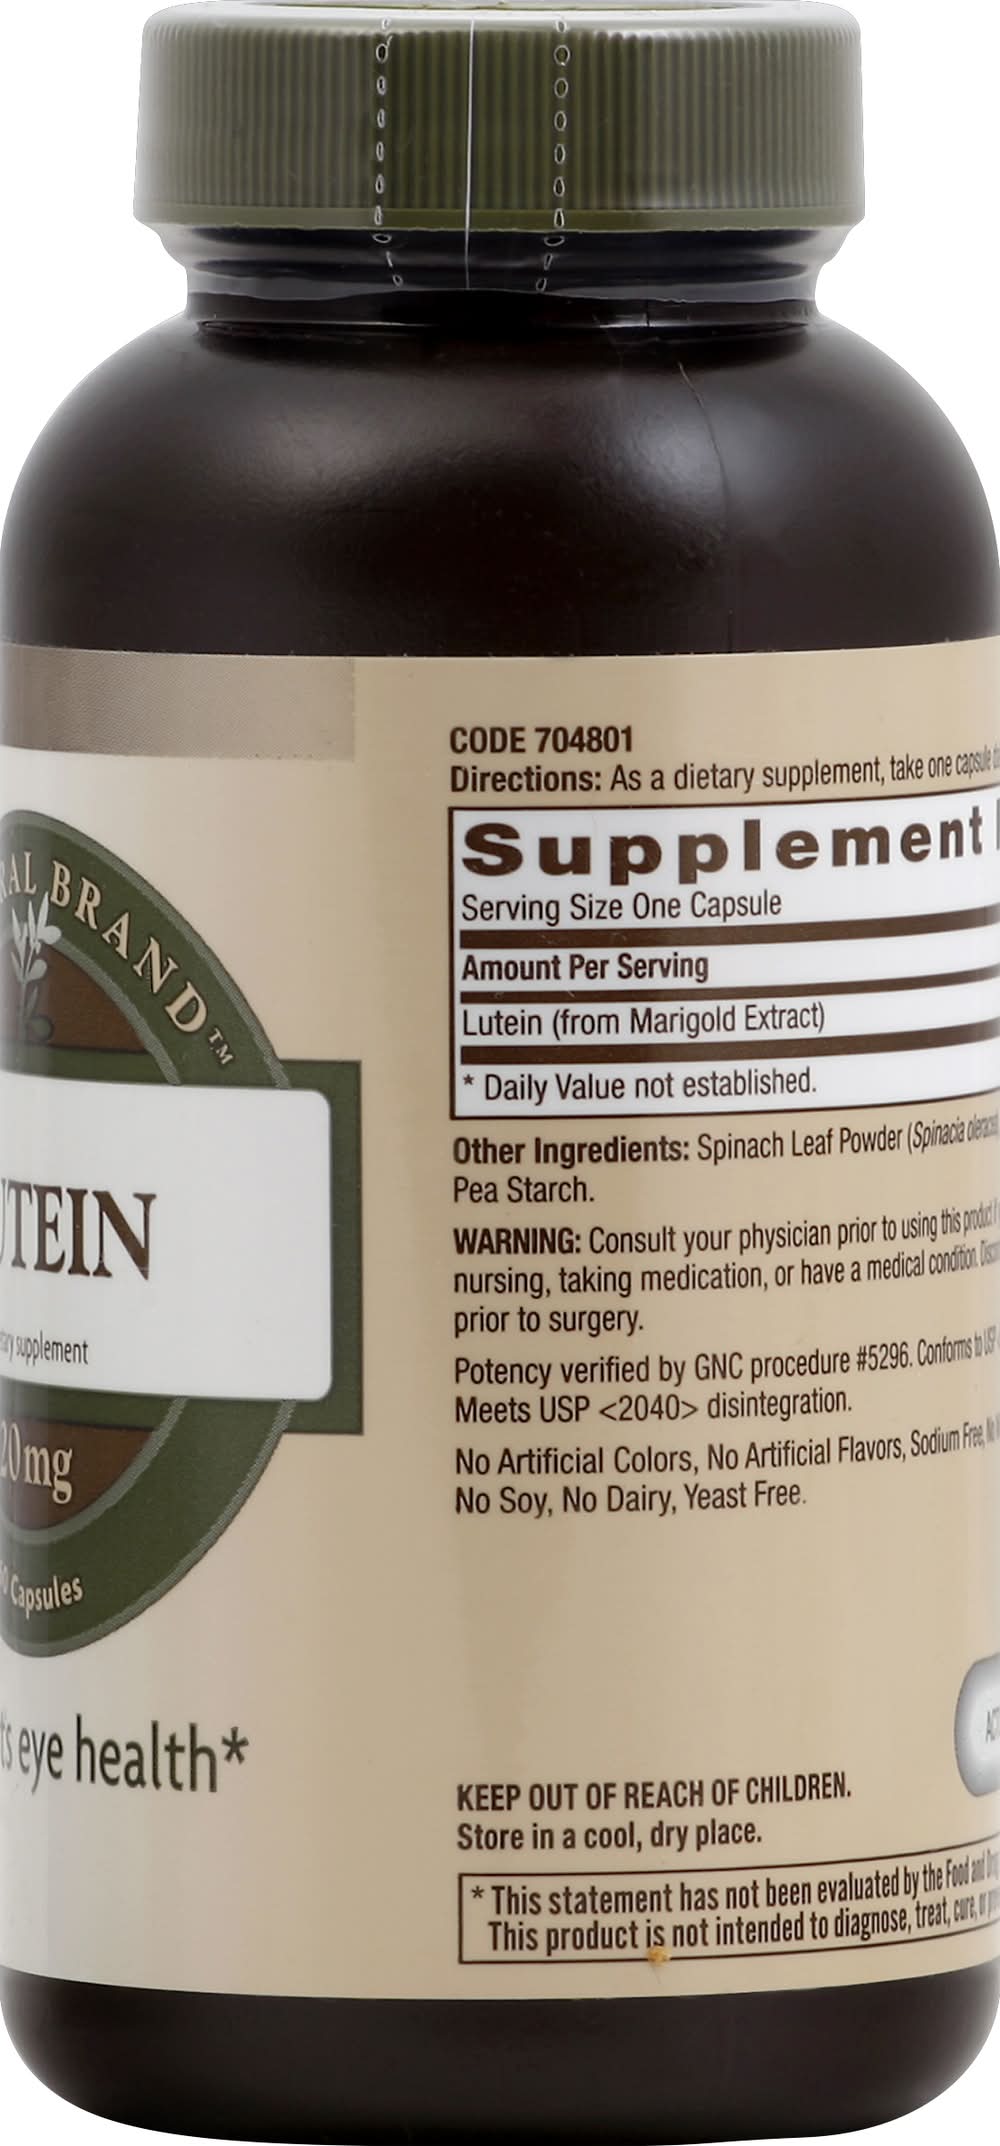 BRAND™
20mg
Capsules
eye health*
supplement
CODE 704801
Directions: As a dietary supplement, take one capsule
Supplement
Serving Size One Capsule
Amount Per Serving
Lutein (from Marigold Extract)
* Daily Value not established.
Other Ingredients: Spinach Leaf Powder (Spinacia
Pea Starch.
WARNING: Consult your physician prior to using this product
nursing, taking medication, or have a medical condition.
prior to surgery.
Potency verified by GNC procedure #5296. Conforms to USP
Meets USP <2040> disintegration.
No Artificial Colors, No Artificial Flavors, Sodium Free,
No Soy, No Dairy, Yeast Free.
KEEP OUT OF REACH OF CHILDREN.
Store in a cool, dry place.
* This statement has not been evaluated by the Food and
This product is not intended to diagnose, treat, cure,